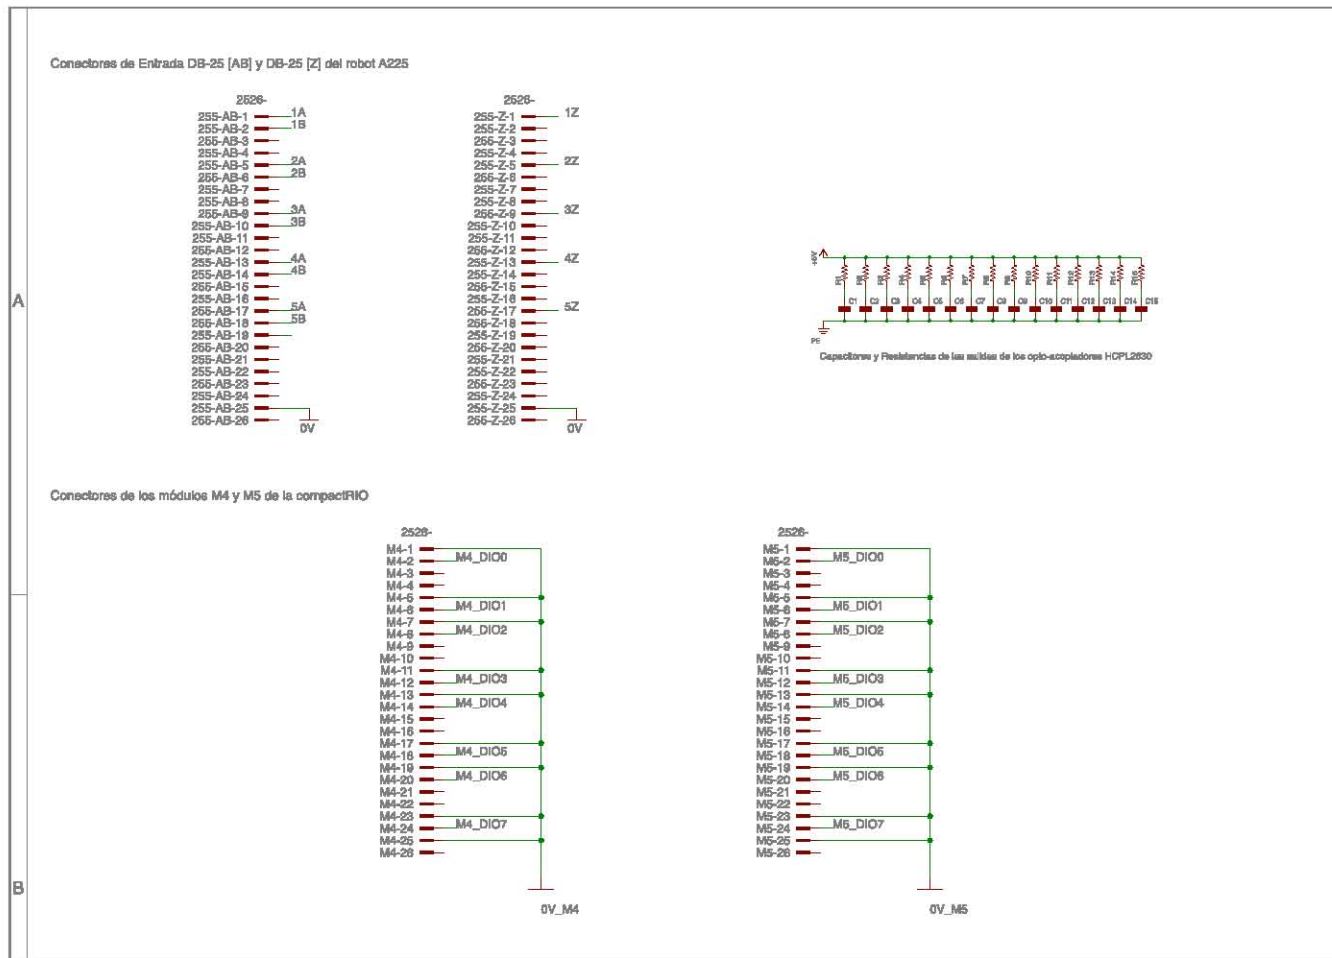 Conectores de Entrada DB-25 [AB] y DB-25 [Z] del robot A225
2526-
255-AB-1 1A
255-AB-2 1B
255-AB-3
255-AB-4
255-AB-5 2A
255-AB-6 2B
255-AB-7
255-AB-8
255-AB-9 3A
255-AB-10 3B
255-AB-11
255-AB-12
255-AB-13 4A
255-AB-14 4B
255-AB-15
255-AB-16
255-AB-17 5A
255-AB-18 5B
255-AB-19
255-AB-20
255-AB-21
255-AB-22
255-AB-23
255-AB-24
255-AB-25
255-AB-26
0V
2526-
255-Z-1 1Z
255-Z-2
255-Z-3
255-Z-4
255-Z-5 2Z
255-Z-6
255-Z-7
255-Z-8
255-Z-9 3Z
255-Z-10
255-Z-11
255-Z-12
255-Z-13 4Z
255-Z-14
255-Z-15
255-Z-16
255-Z-17 5Z
255-Z-18
255-Z-19
255-Z-20
255-Z-21
255-Z-22
255-Z-23
255-Z-24
255-Z-25
255-Z-26
0V
+5V
R1 R2 R3 R4 R5 R6 R7 R8 R9 R10 R11 R12 R13 R14 R15
C1 C2 C3 C4 C5 C6 C7 C8 C9 C10 C11 C12 C13 C14 C15
PE
Capacitores y Resistencias de las salidas de los opto-acopladores HCPL2630
A
Conectores de los módulos M4 y M5 de la compactRIO
2526-
M4-1
M4-2 M4_DIO0
M4-3
M4-4
M4-5
M4-6 M4_DIO1
M4-7
M4-8 M4_DIO2
M4-9
M4-10
M4-11
M4-12 M4_DIO3
M4-13
M4-14 M4_DIO4
M4-15
M4-16
M4-17
M4-18 M4_DIO5
M4-19
M4-20 M4_DIO6
M4-21
M4-22
M4-23
M4-24 M4_DIO7
M4-25
M4-26
0V_M4
2526-
M5-1
M5-2 M5_DIO0
M5-3
M5-4
M5-5
M5-6 M5_DIO1
M5-7
M5-8 M5_DIO2
M5-9
M5-10
M5-11
M5-12 M5_DIO3
M5-13
M5-14 M5_DIO4
M5-15
M5-16
M5-17
M5-18 M5_DIO5
M5-19
M5-20 M5_DIO6
M5-21
M5-22
M5-23
M5-24 M5_DIO7
M5-25
M5-26
0V_M5
B